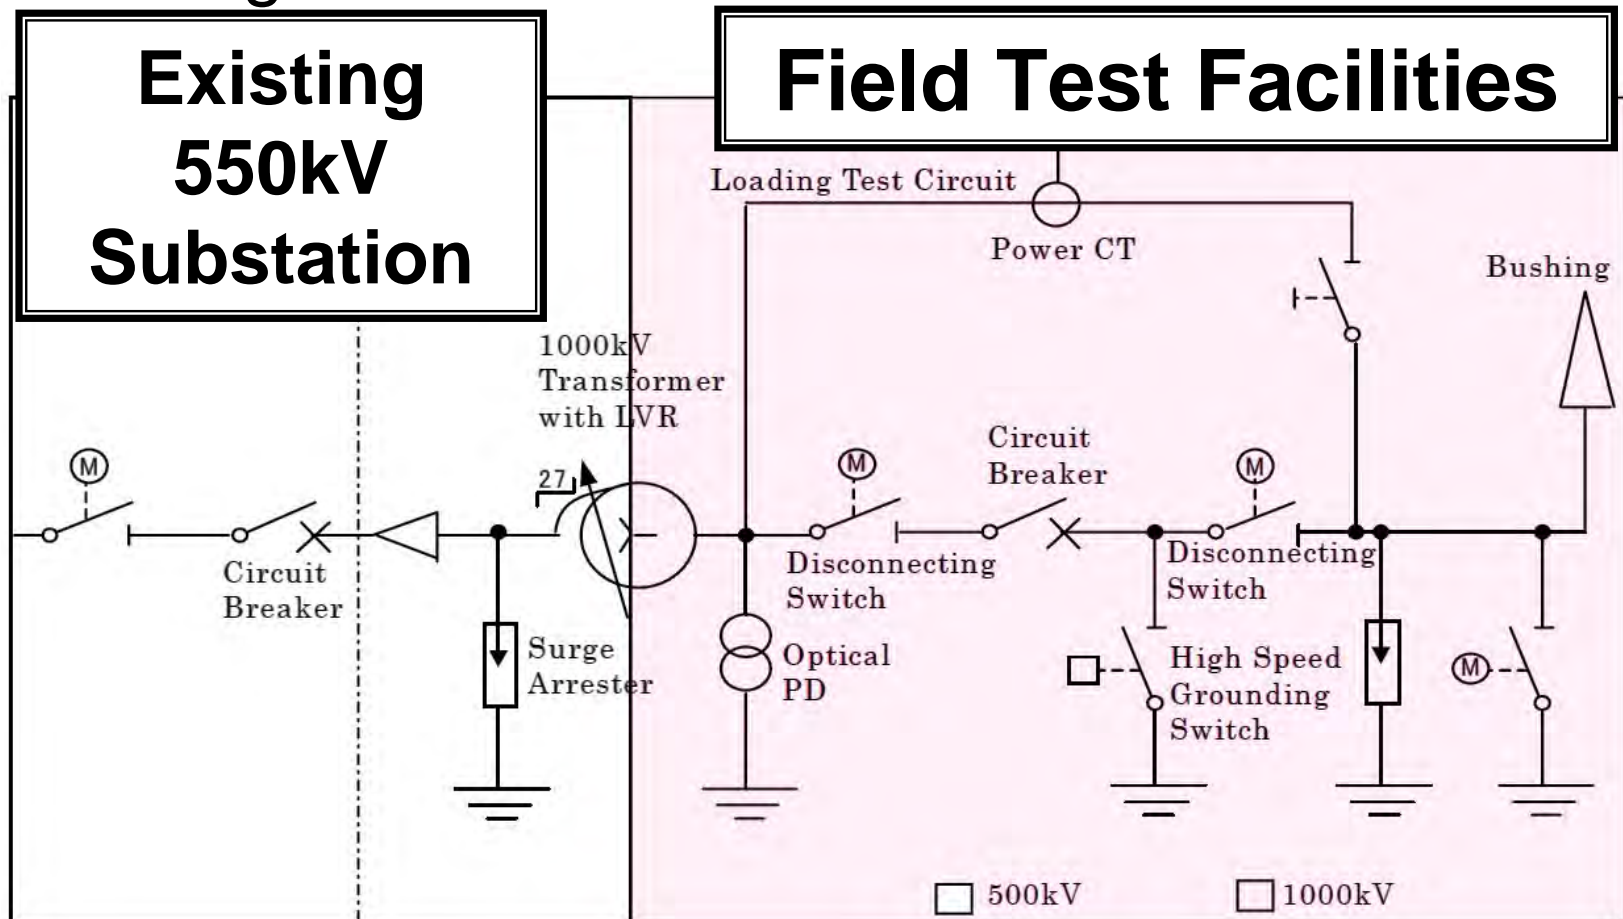 Existing
550kV
Substation
Field Test Facilities
Loading Test Circuit
Power CT
Bushing
1000kV
Transformer
with LVR
27
M
Circuit
Breaker
M
Circuit
Breaker
M
Disconnecting
Switch
Disconnecting
Switch
Surge
Arrester
Optical
PD
High Speed
Grounding
Switch
M
500kV
1000kV